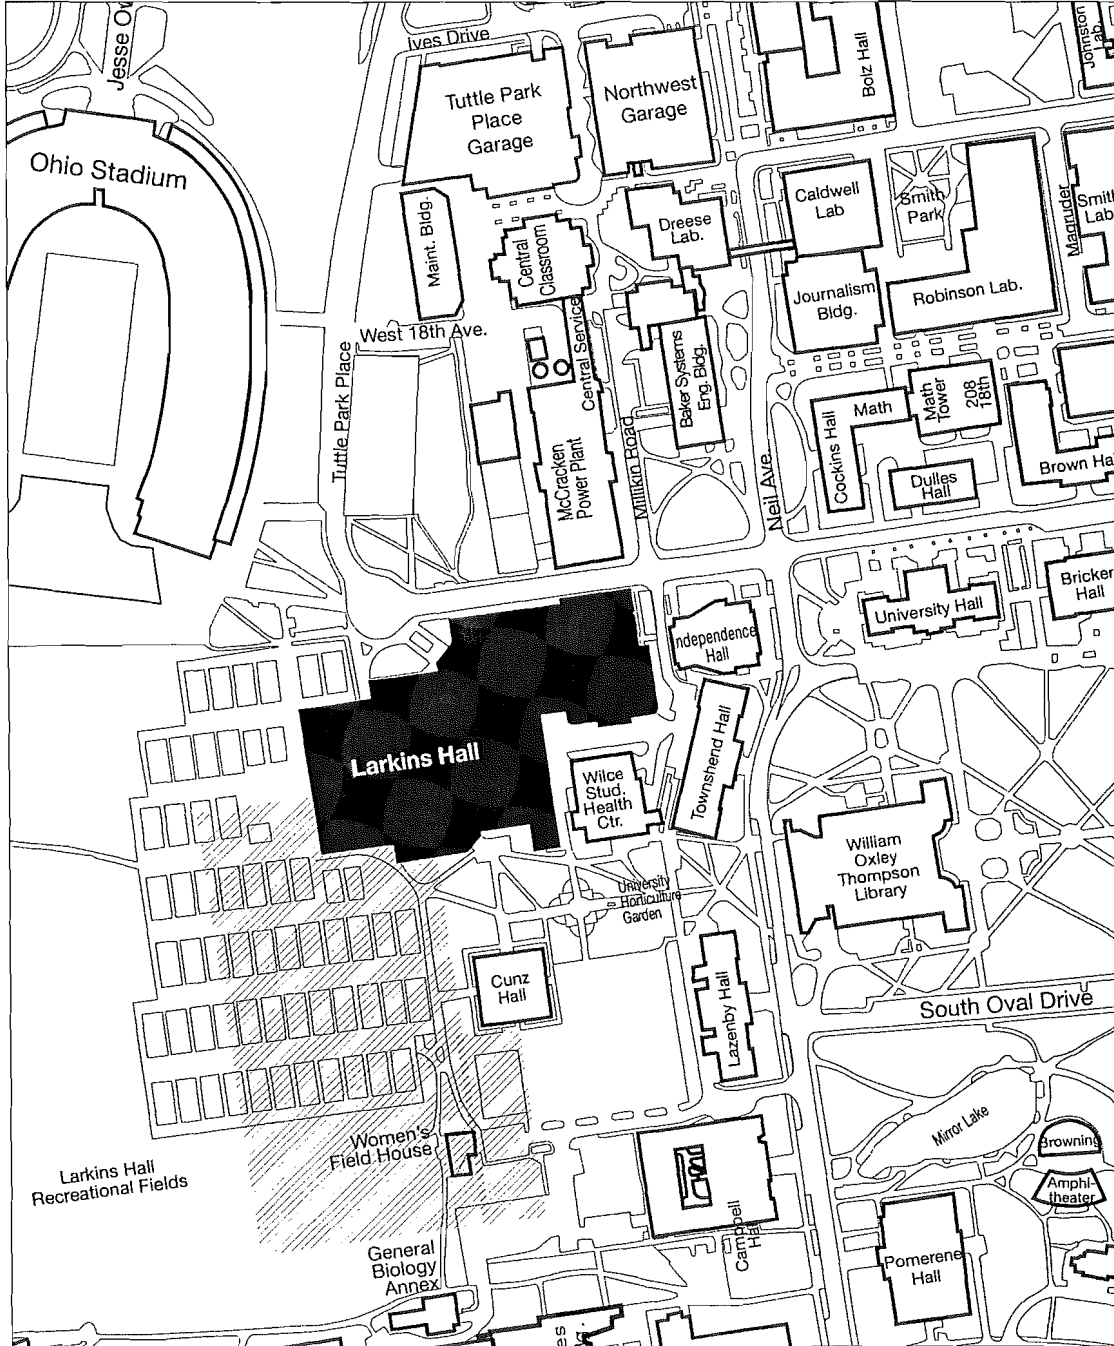 Ives Drive
Jesse Ow
Tuttle Park
Place
Garage
Northwest
Garage
Bolz Hall
Johnston
Lab.
Ohio Stadium
Maint. Bldg.
Central
Classroom
Dreese
Lab.
Caldwell
Lab
Smith
Park
Magruder
Smith
Lab.
Journalism
Bldg.
Robinson Lab.
West 18th Ave.
Tuttle Park Place
Central Service
McCracken
Power Plant
Millikin Road
Baker Systems
Eng. Bldg.
Neil Ave.
Cockins Hall
Math
Math
Tower
208
18th
Dulles
Hall
Brown Hal
University Hall
Bricker
Hall
ndependence
Hall
Townshend Hall
Larkins Hall
Wilce
Stud.
Health
Ctr.
William
Oxley
Thompson
Library
University
Horticulture
Garden
Cunz
Hall
Lazenby Hall
South Oval Drive
Mirror Lake
Browning
Amphi-
theater
Women's
Field House
Larkins Hall
Recreational Fields
Campbell
Hall
Pomerene
Hall
General
Biology
Annex
es